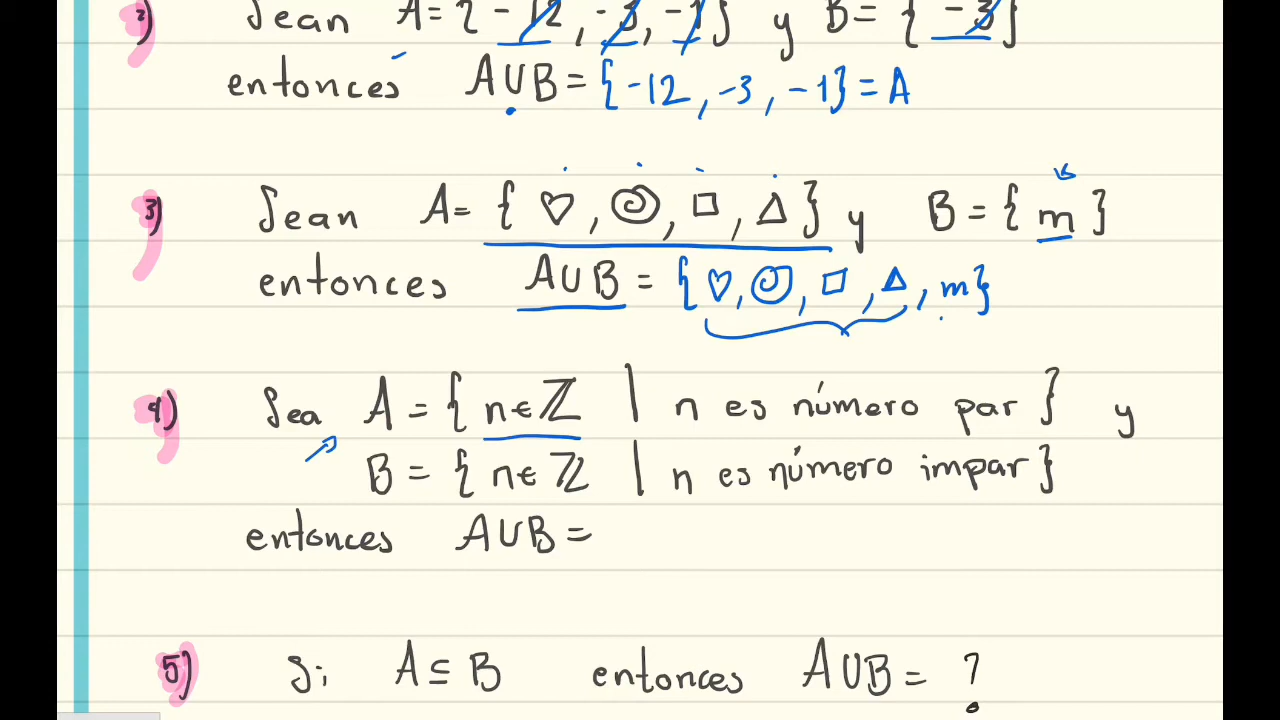 2) Sean A={ -12, -3, -1} y B= { -3}
entonces A∪B= {-12, -3, -1} = A
3) Sean A= { ♡, , □, △ } y B = { m }
entonces A∪B = { ♡, , □, △, m}
4) Sea A = { n∈ℤ | n es número par } y
B = { n∈ℤ | n es número impar }
entonces A∪B =
5) Si A ⊆ B entonces A∪B = ?